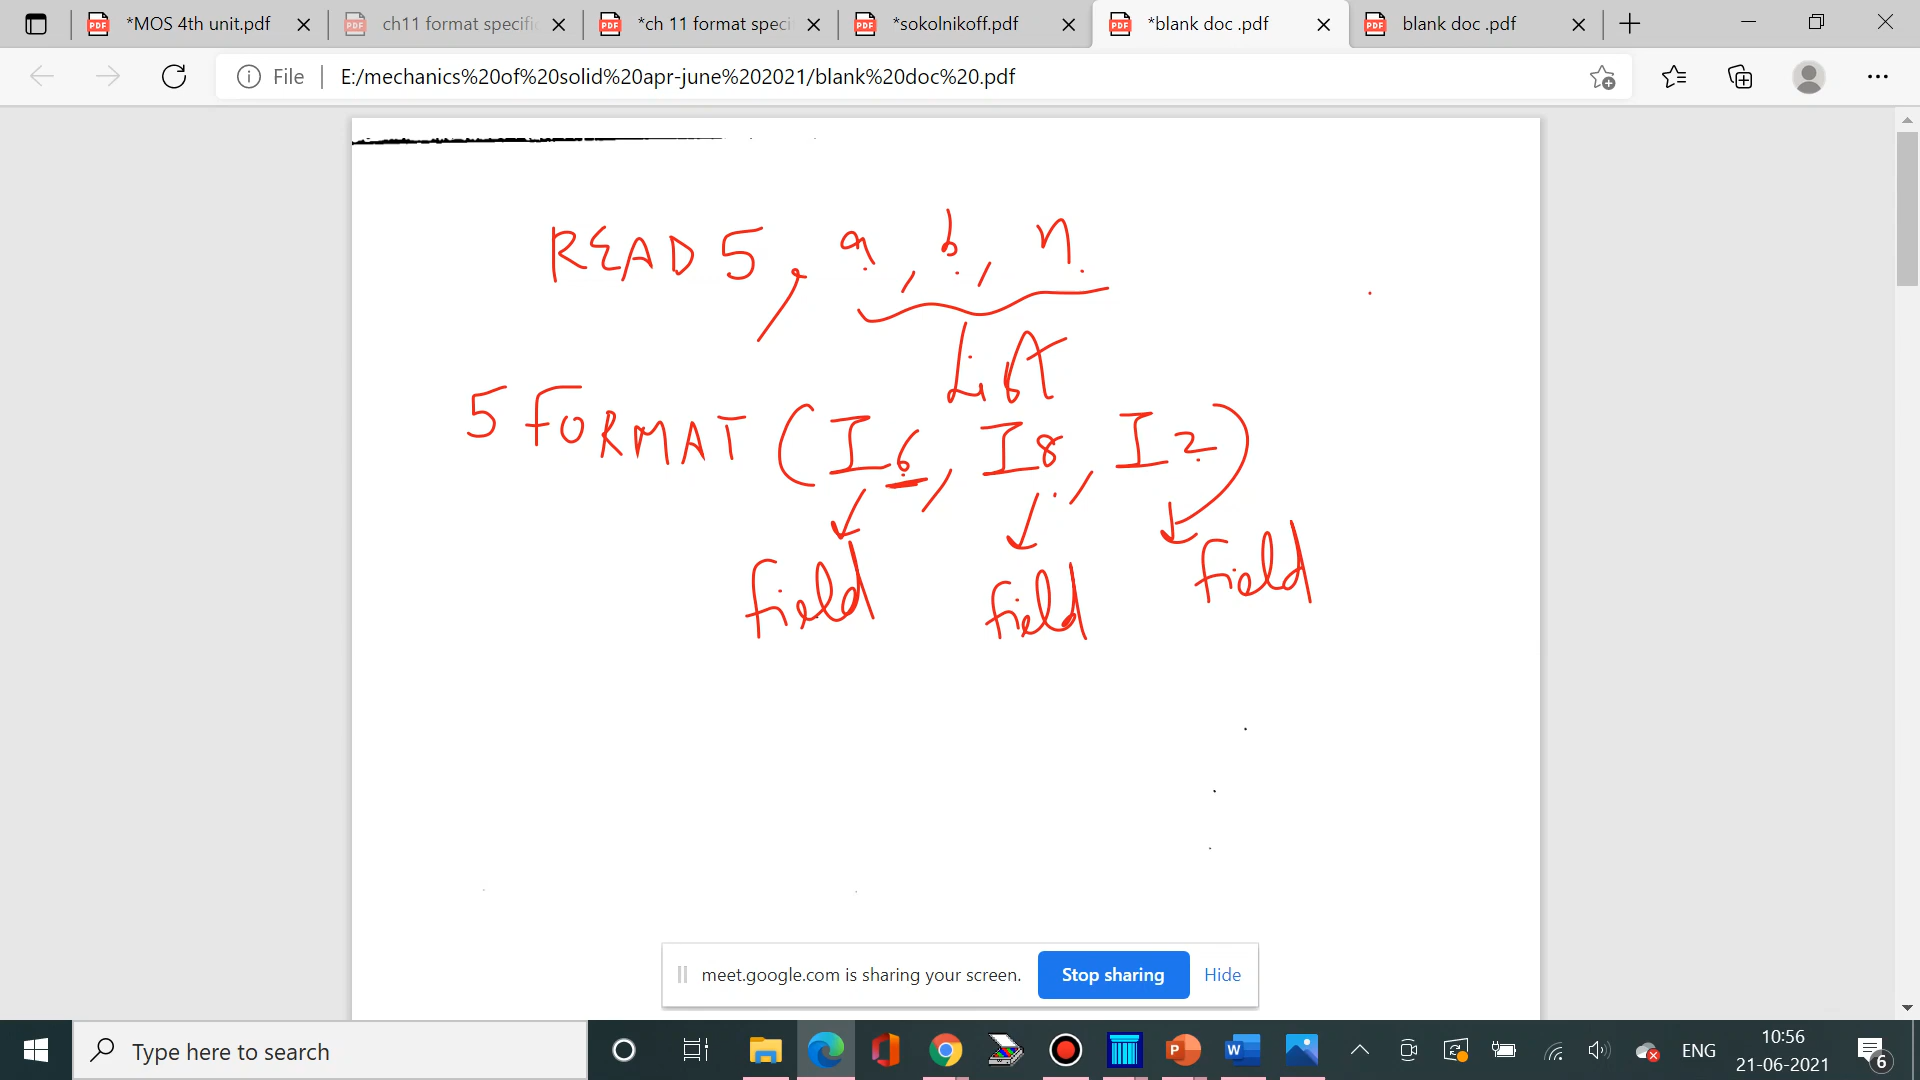 *MOS 4th unit.pdf
ch11 format specific
*ch 11 format speci
*sokolnikoff.pdf
*blank doc .pdf
blank doc .pdf
File | E:/mechanics%20of%20solid%20apr-june%202021/blank%20doc%20.pdf
READ 5, a, b, n
List
5 FORMAT (I6, I8, I2)
field field field
meet.google.com is sharing your screen. Stop sharing Hide
Type here to search
ENG
10:56
21-06-2021
6